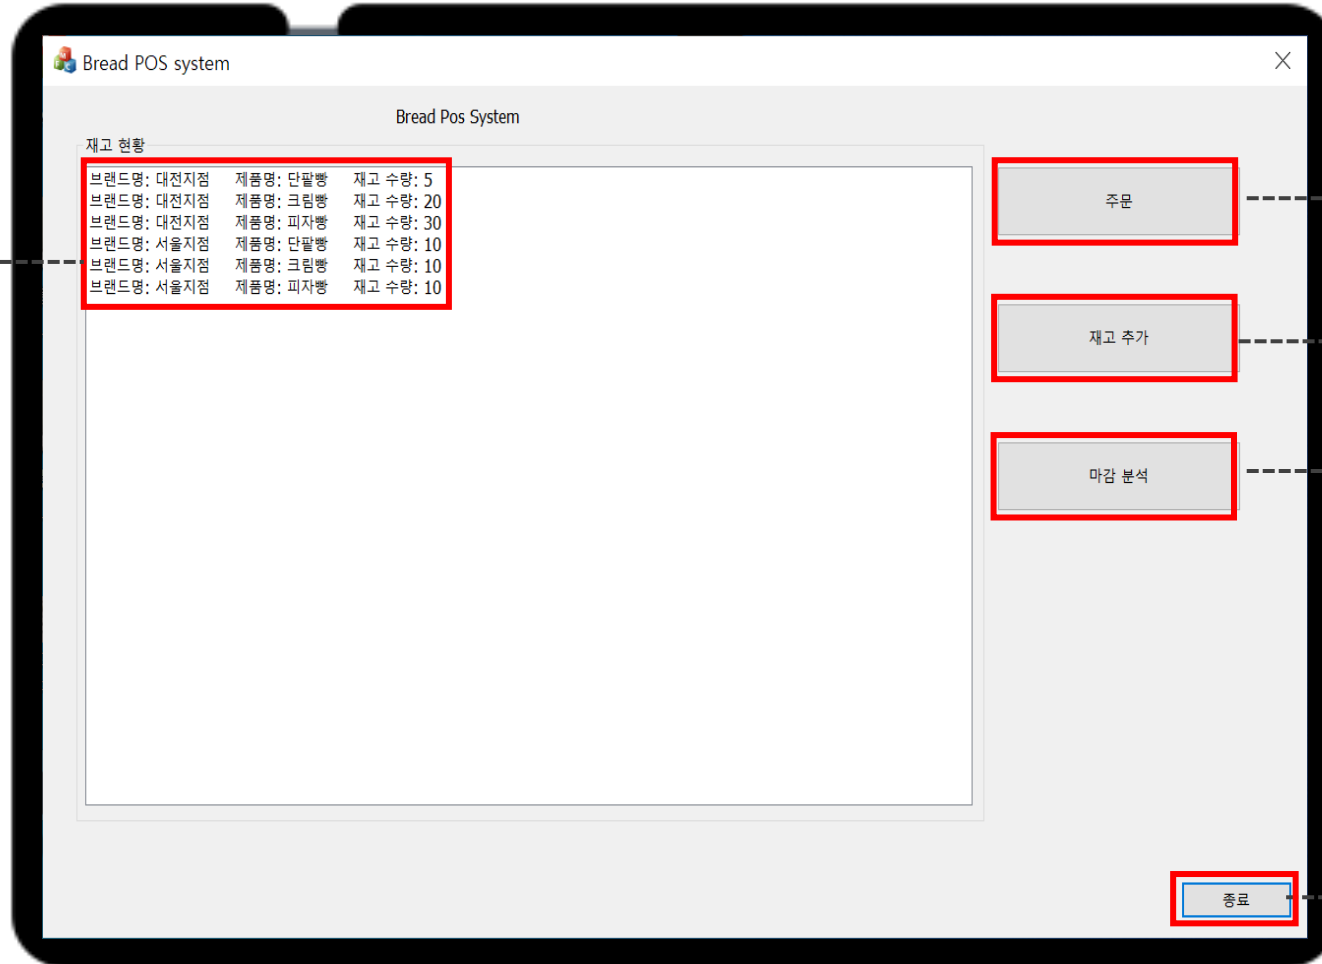 Bread POS system
Bread Pos System
재고 현황
브랜드명: 대전지점 제품명: 단팥빵 재고 수량: 5
브랜드명: 대전지점 제품명: 크림빵 재고 수량: 20
브랜드명: 대전지점 제품명: 피자빵 재고 수량: 30
브랜드명: 서울지점 제품명: 단팥빵 재고 수량: 10
브랜드명: 서울지점 제품명: 크림빵 재고 수량: 10
브랜드명: 서울지점 제품명: 피자빵 재고 수량: 10
주문
재고 추가
마감 분석
종료